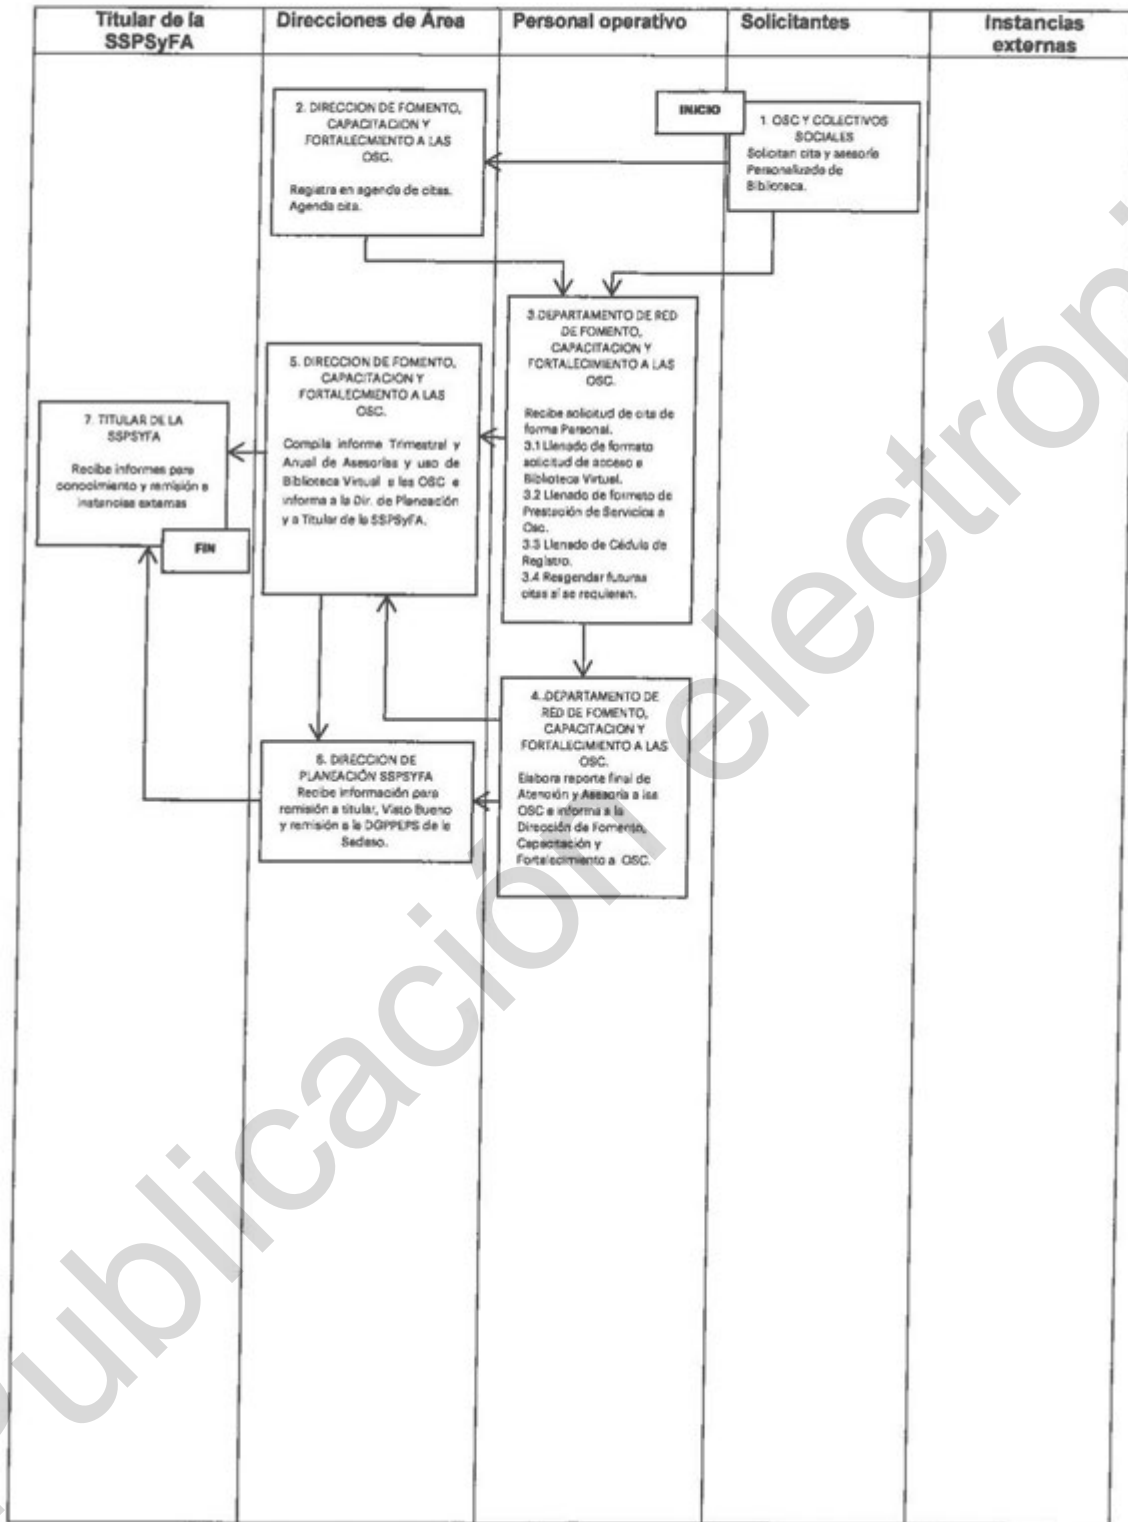 Titular de la
SSPSyFA
Direcciones de Área
Personal operativo
Solicitantes
Instancias
externas
INICIO
1. OSC Y COLECTIVOS
SOCIALES
Solicitan cita y asesoría
Personalizada de
Biblioteca.
2. DIRECCION DE FOMENTO,
CAPACITACION Y
FORTALECMIENTO A LAS
OSC.
Registra en agenda de citas.
Agenda cita.
3.DEPARTAMENTO DE RED
DE FOMENTO,
CAPACITACION Y
FORTALECIMIENTO A LAS
OSC.
Recibe solicitud de cita de
forma Personal.
3.1 Llenado de formato
solicitud de acceso a
Biblioteca Virtual.
3.2 Llenado de formato de
Prestación de Servicios a
Osc.
3.3 Llenado de Cédula de
Registro.
3.4 Reagendar futuras
citas si se requieren.
4..DEPARTAMENTO DE
RED DE FOMENTO,
CAPACITACION Y
FORTALECIMIENTO A LAS
OSC.
Elabora reporte final de
Atención y Asesoría a las
OSC e informa a la
Dirección de Fomento,
Capacitación y
Fortalecimiento a OSC.
5. DIRECCION DE FOMENTO,
CAPACITACION Y
FORTALECMIENTO A LAS
OSC.
Compila informe Trimestral y
Anual de Asesorías y uso de
Biblioteca Virtual a las OSC e
informa a la Dir. de Planeación
y a Titular de la SSPSyFA.
6. DIRECCION DE
PLANEACIÓN SSPSYFA
Recibe información para
remisión a titular, Visto Bueno
y remisión a la DGPPEPS de la
Sedeso.
7. TITULAR DE LA
SSPSYFA
Recibe informes para
conocimiento y remisión a
instancias externas
FIN
Publicación electróni